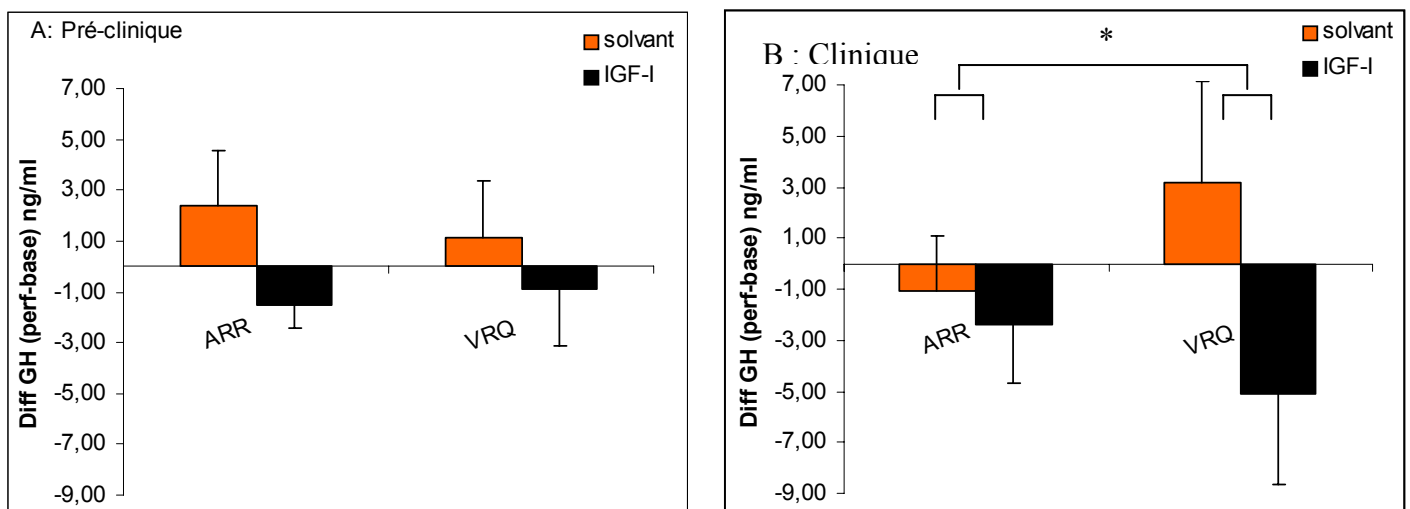 A: Pré-clinique
solvant
IGF-I
Diff GH (perf-base) ng/ml
7,00
5,00
3,00
1,00
-1,00
-3,00
-5,00
-7,00
-9,00
ARR
VRQ
B : Clinique
*
solvant
IGF-I
Diff GH (perf-base) ng/ml
7,00
5,00
3,00
1,00
-1,00
-3,00
-5,00
-7,00
-9,00
ARR
VRQ